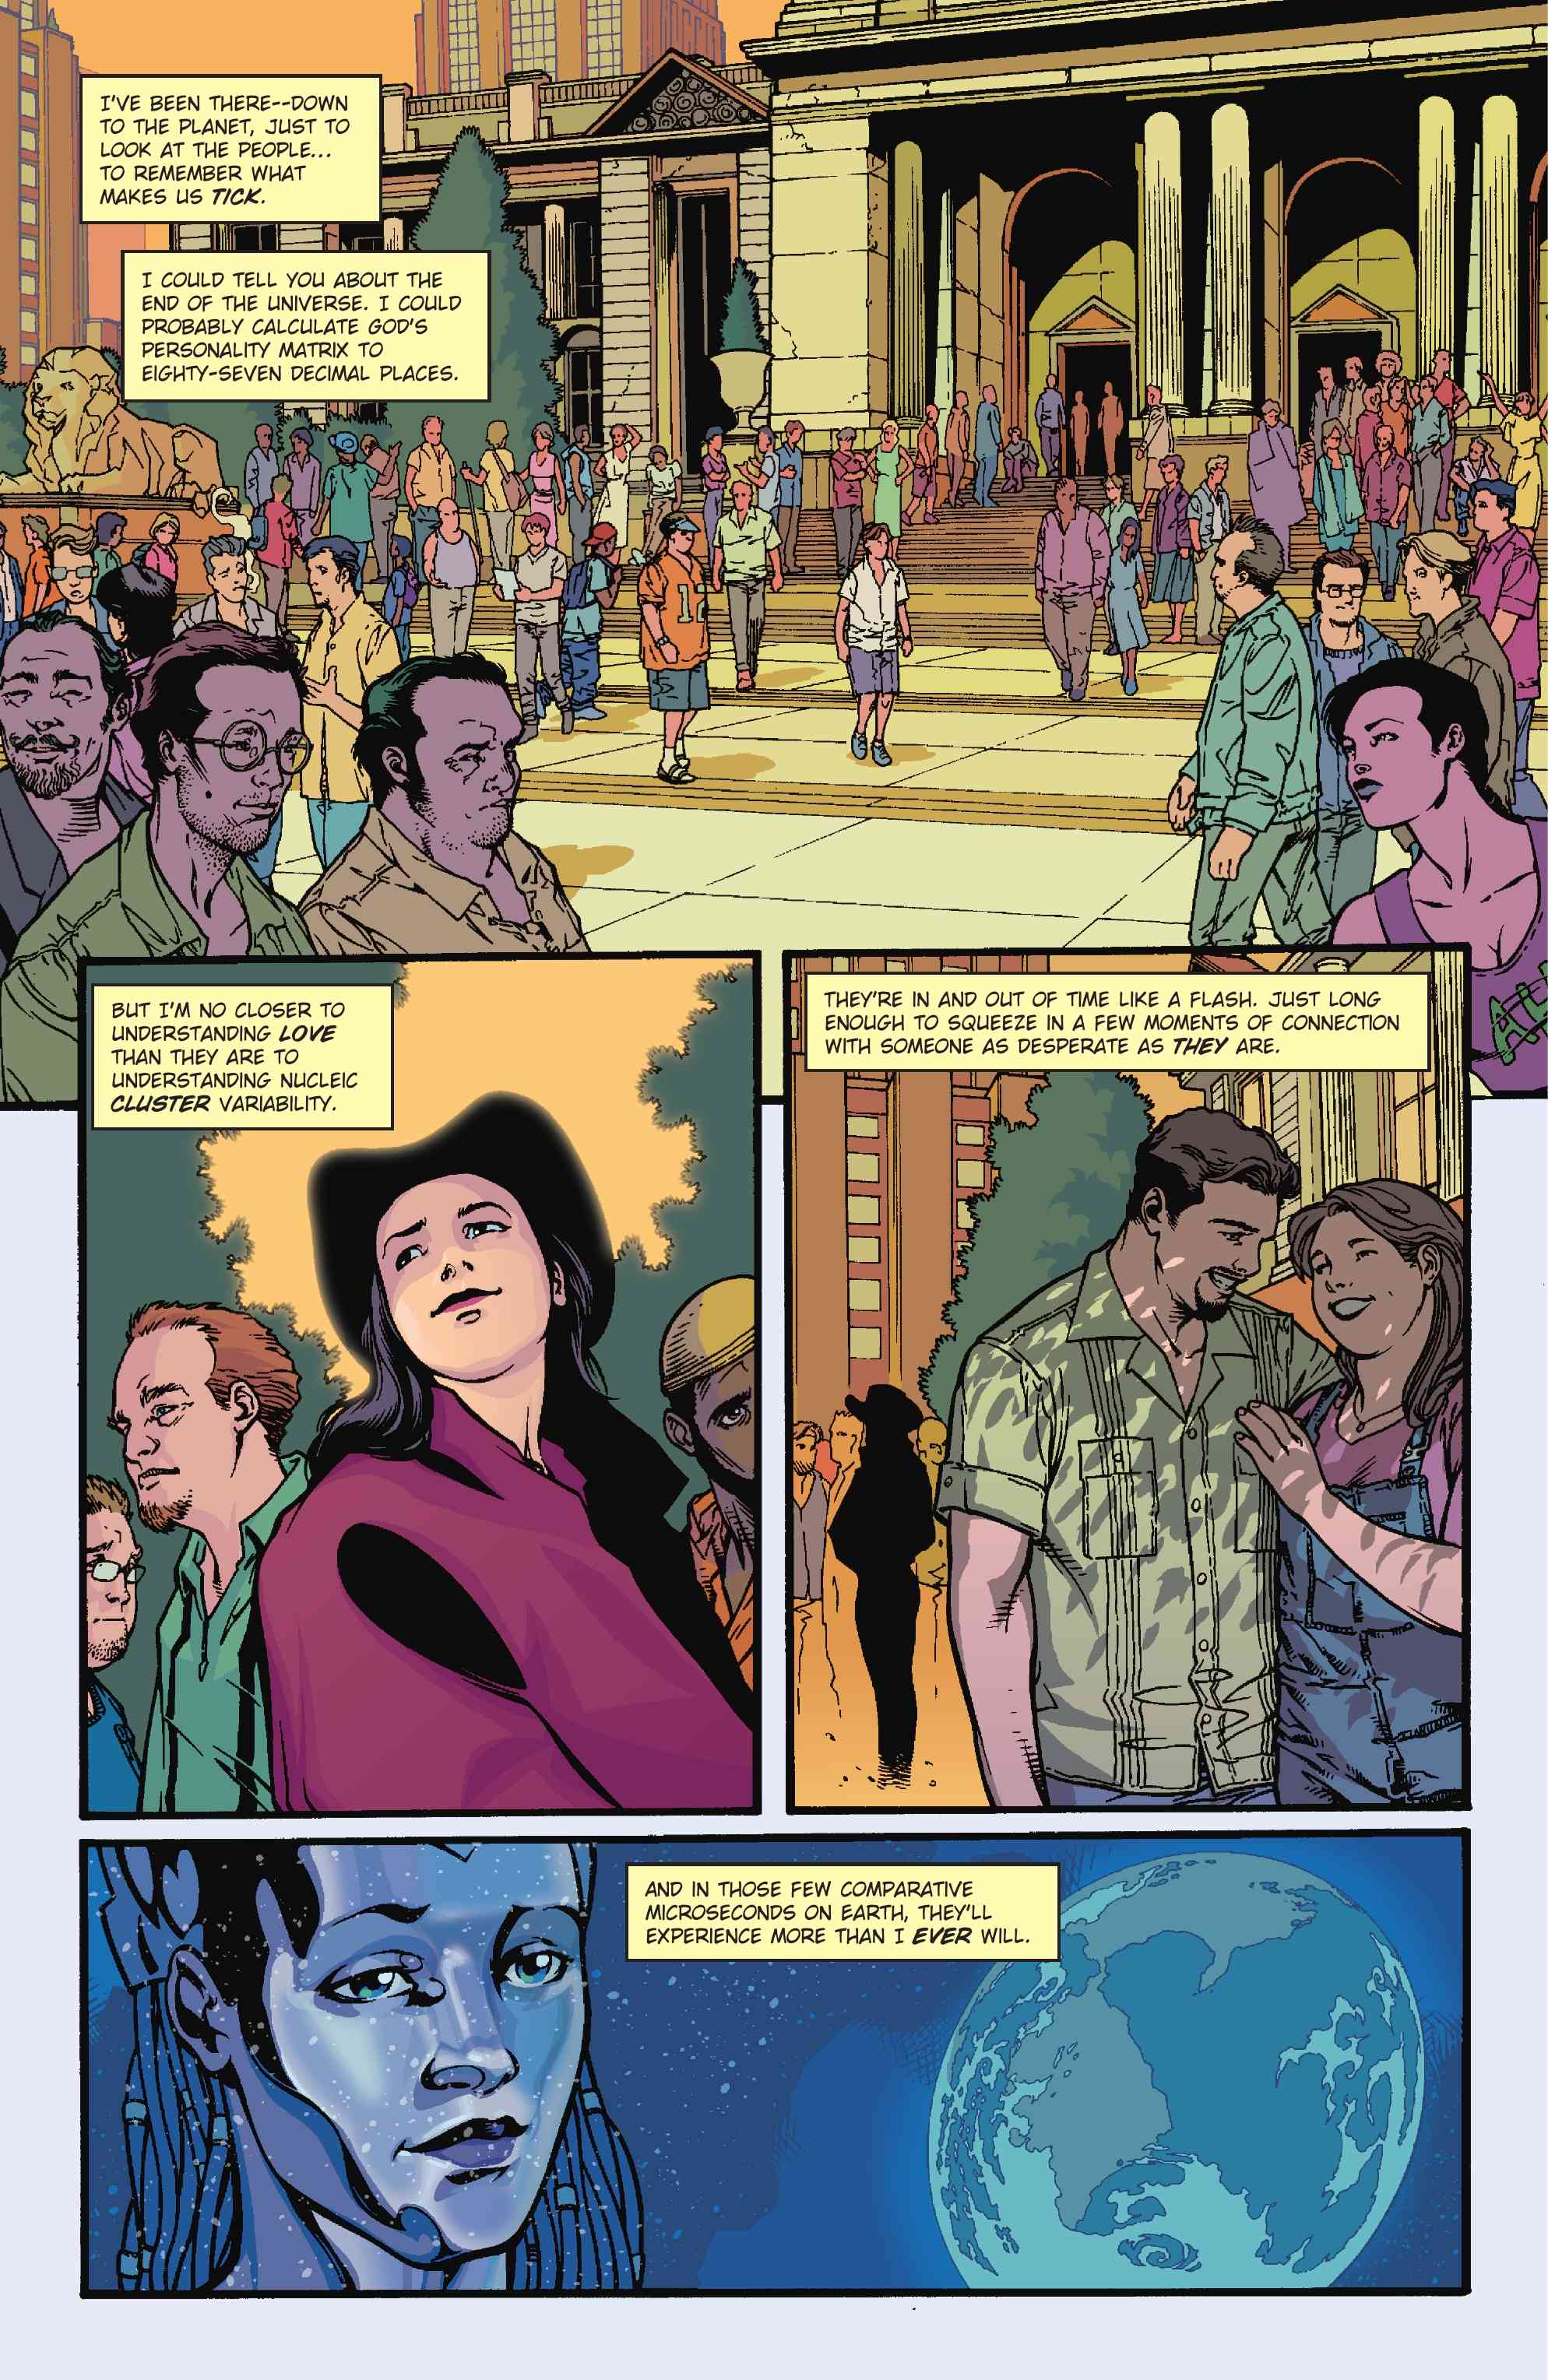 I'VE BEEN THERE--DOWN
TO THE PLANET, JUST TO
LOOK AT THE PEOPLE...
TO REMEMBER WHAT
MAKES US TICK.
I COULD TELL YOU ABOUT THE
END OF THE UNIVERSE. I COULD
PROBABLY CALCULATE GOD'S
PERSONALITY MATRIX TO
EIGHTY-SEVEN DECIMAL PLACES.
BUT I'M NO CLOSER TO
UNDERSTANDING LOVE
THAN THEY ARE TO
UNDERSTANDING NUCLEIC
CLUSTER VARIABILITY.
THEY'RE IN AND OUT OF TIME LIKE A FLASH. JUST LONG
ENOUGH TO SQUEEZE IN A FEW MOMENTS OF CONNECTION
WITH SOMEONE AS DESPERATE AS THEY ARE.
AND IN THOSE FEW COMPARATIVE
MICROSECONDS ON EARTH, THEY'LL
EXPERIENCE MORE THAN I EVER WILL.